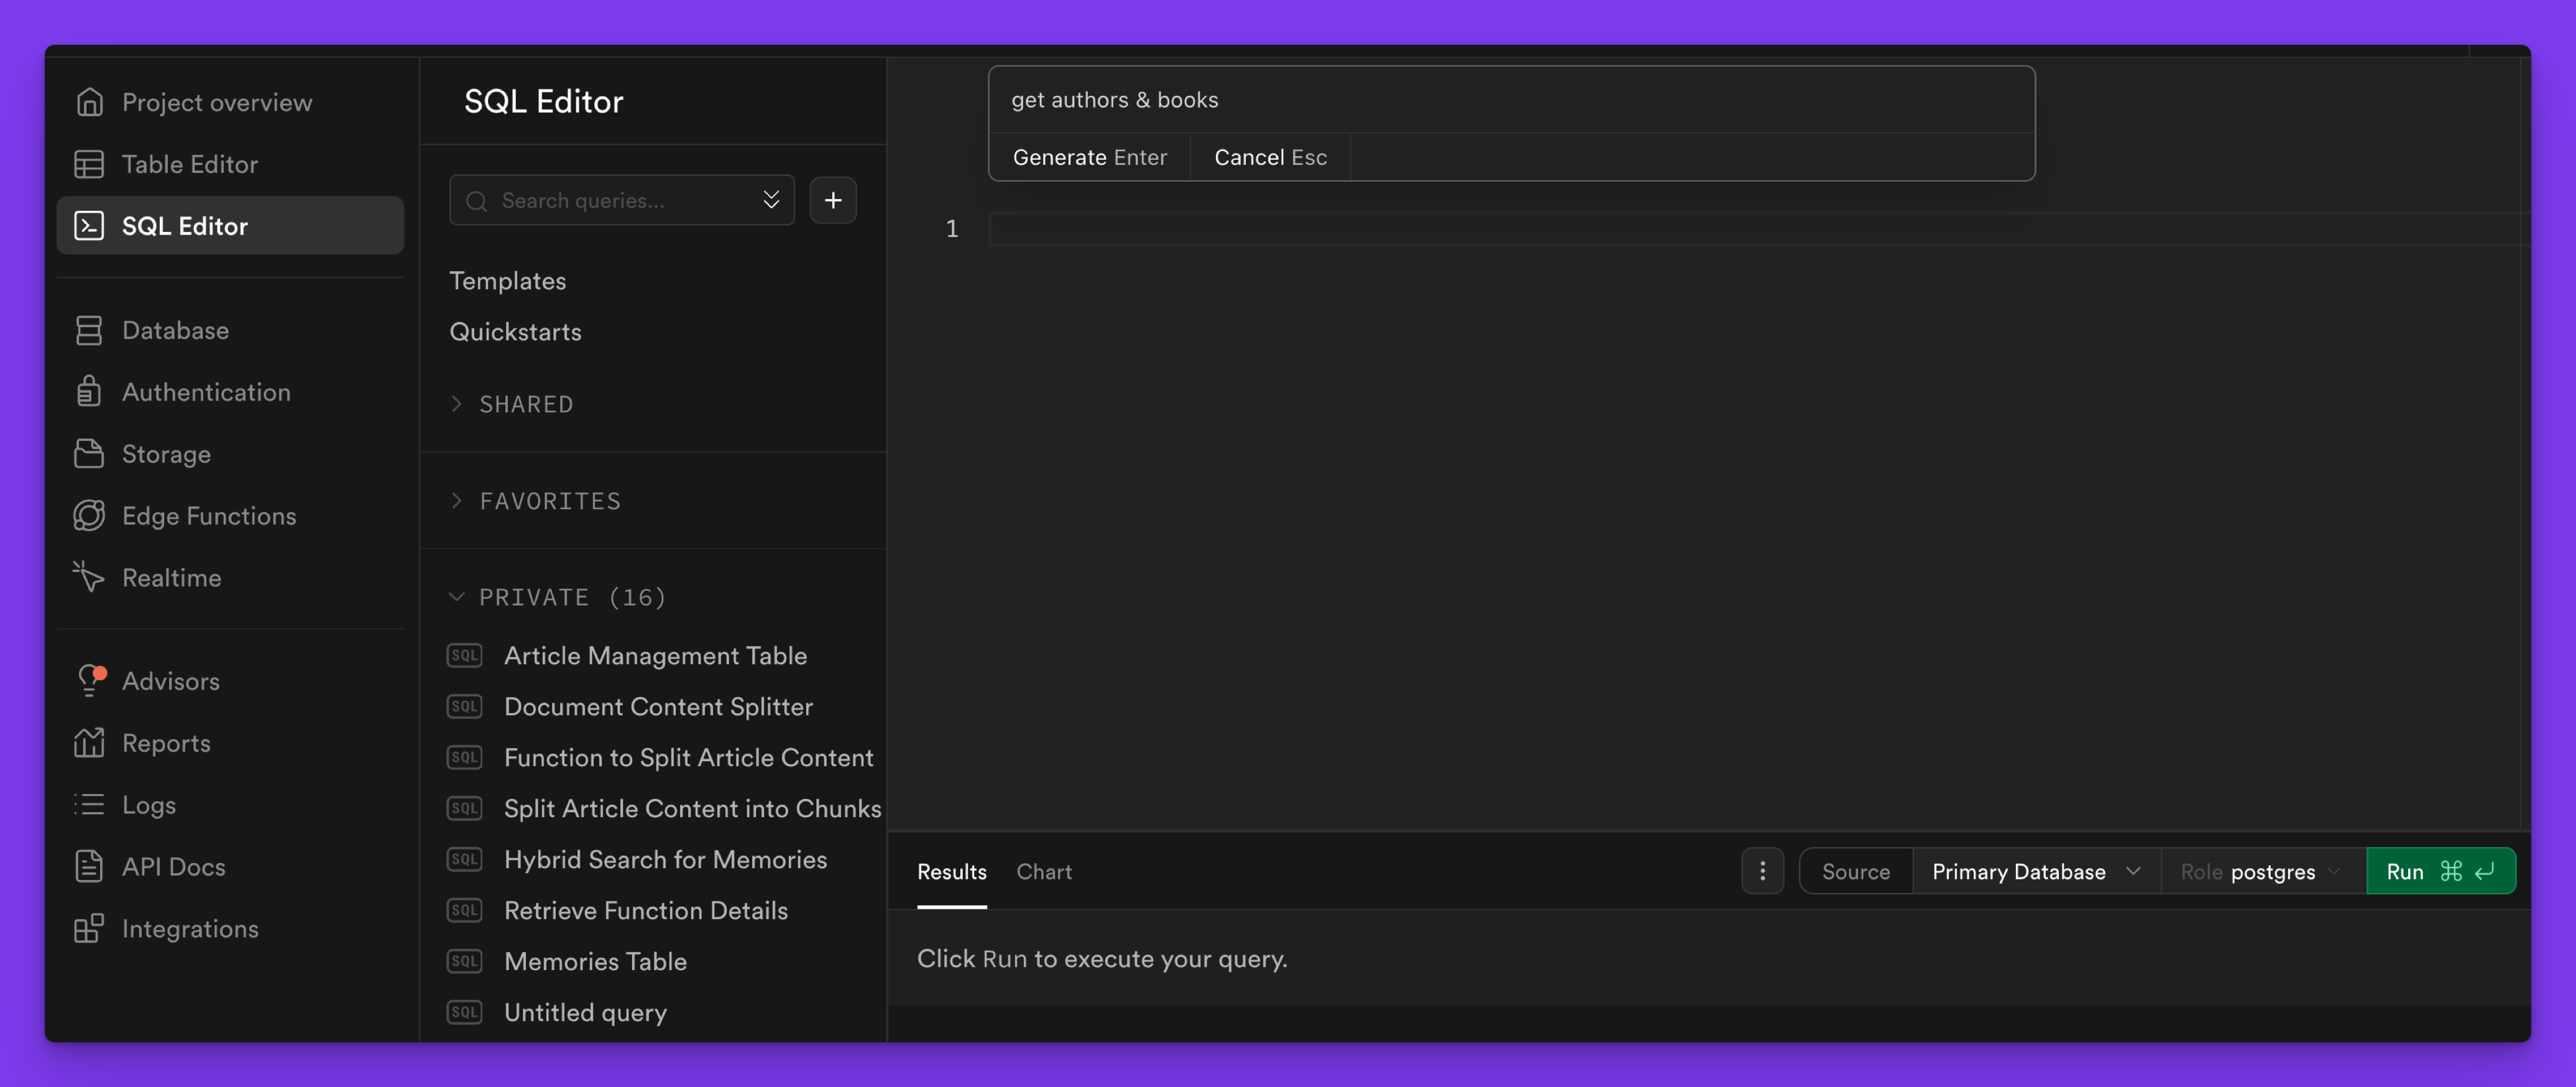 Project overview
Table Editor
SQL Editor
Database
Authentication
Storage
Edge Functions
Realtime
Advisors
Reports
Logs
API Docs
Integrations
SQL Editor
Search queries...
Templates
Quickstarts
SHARED
FAVORITES
PRIVATE (16)
SQL Article Management Table
SQL Document Content Splitter
SQL Function to Split Article Content
SQL Split Article Content into Chunks
SQL Hybrid Search for Memories
SQL Retrieve Function Details
SQL Memories Table
SQL Untitled query
get authors & books
Generate Enter Cancel Esc
1
Results Chart Source Primary Database Role postgres Run ⌘ ↵
Click Run to execute your query.